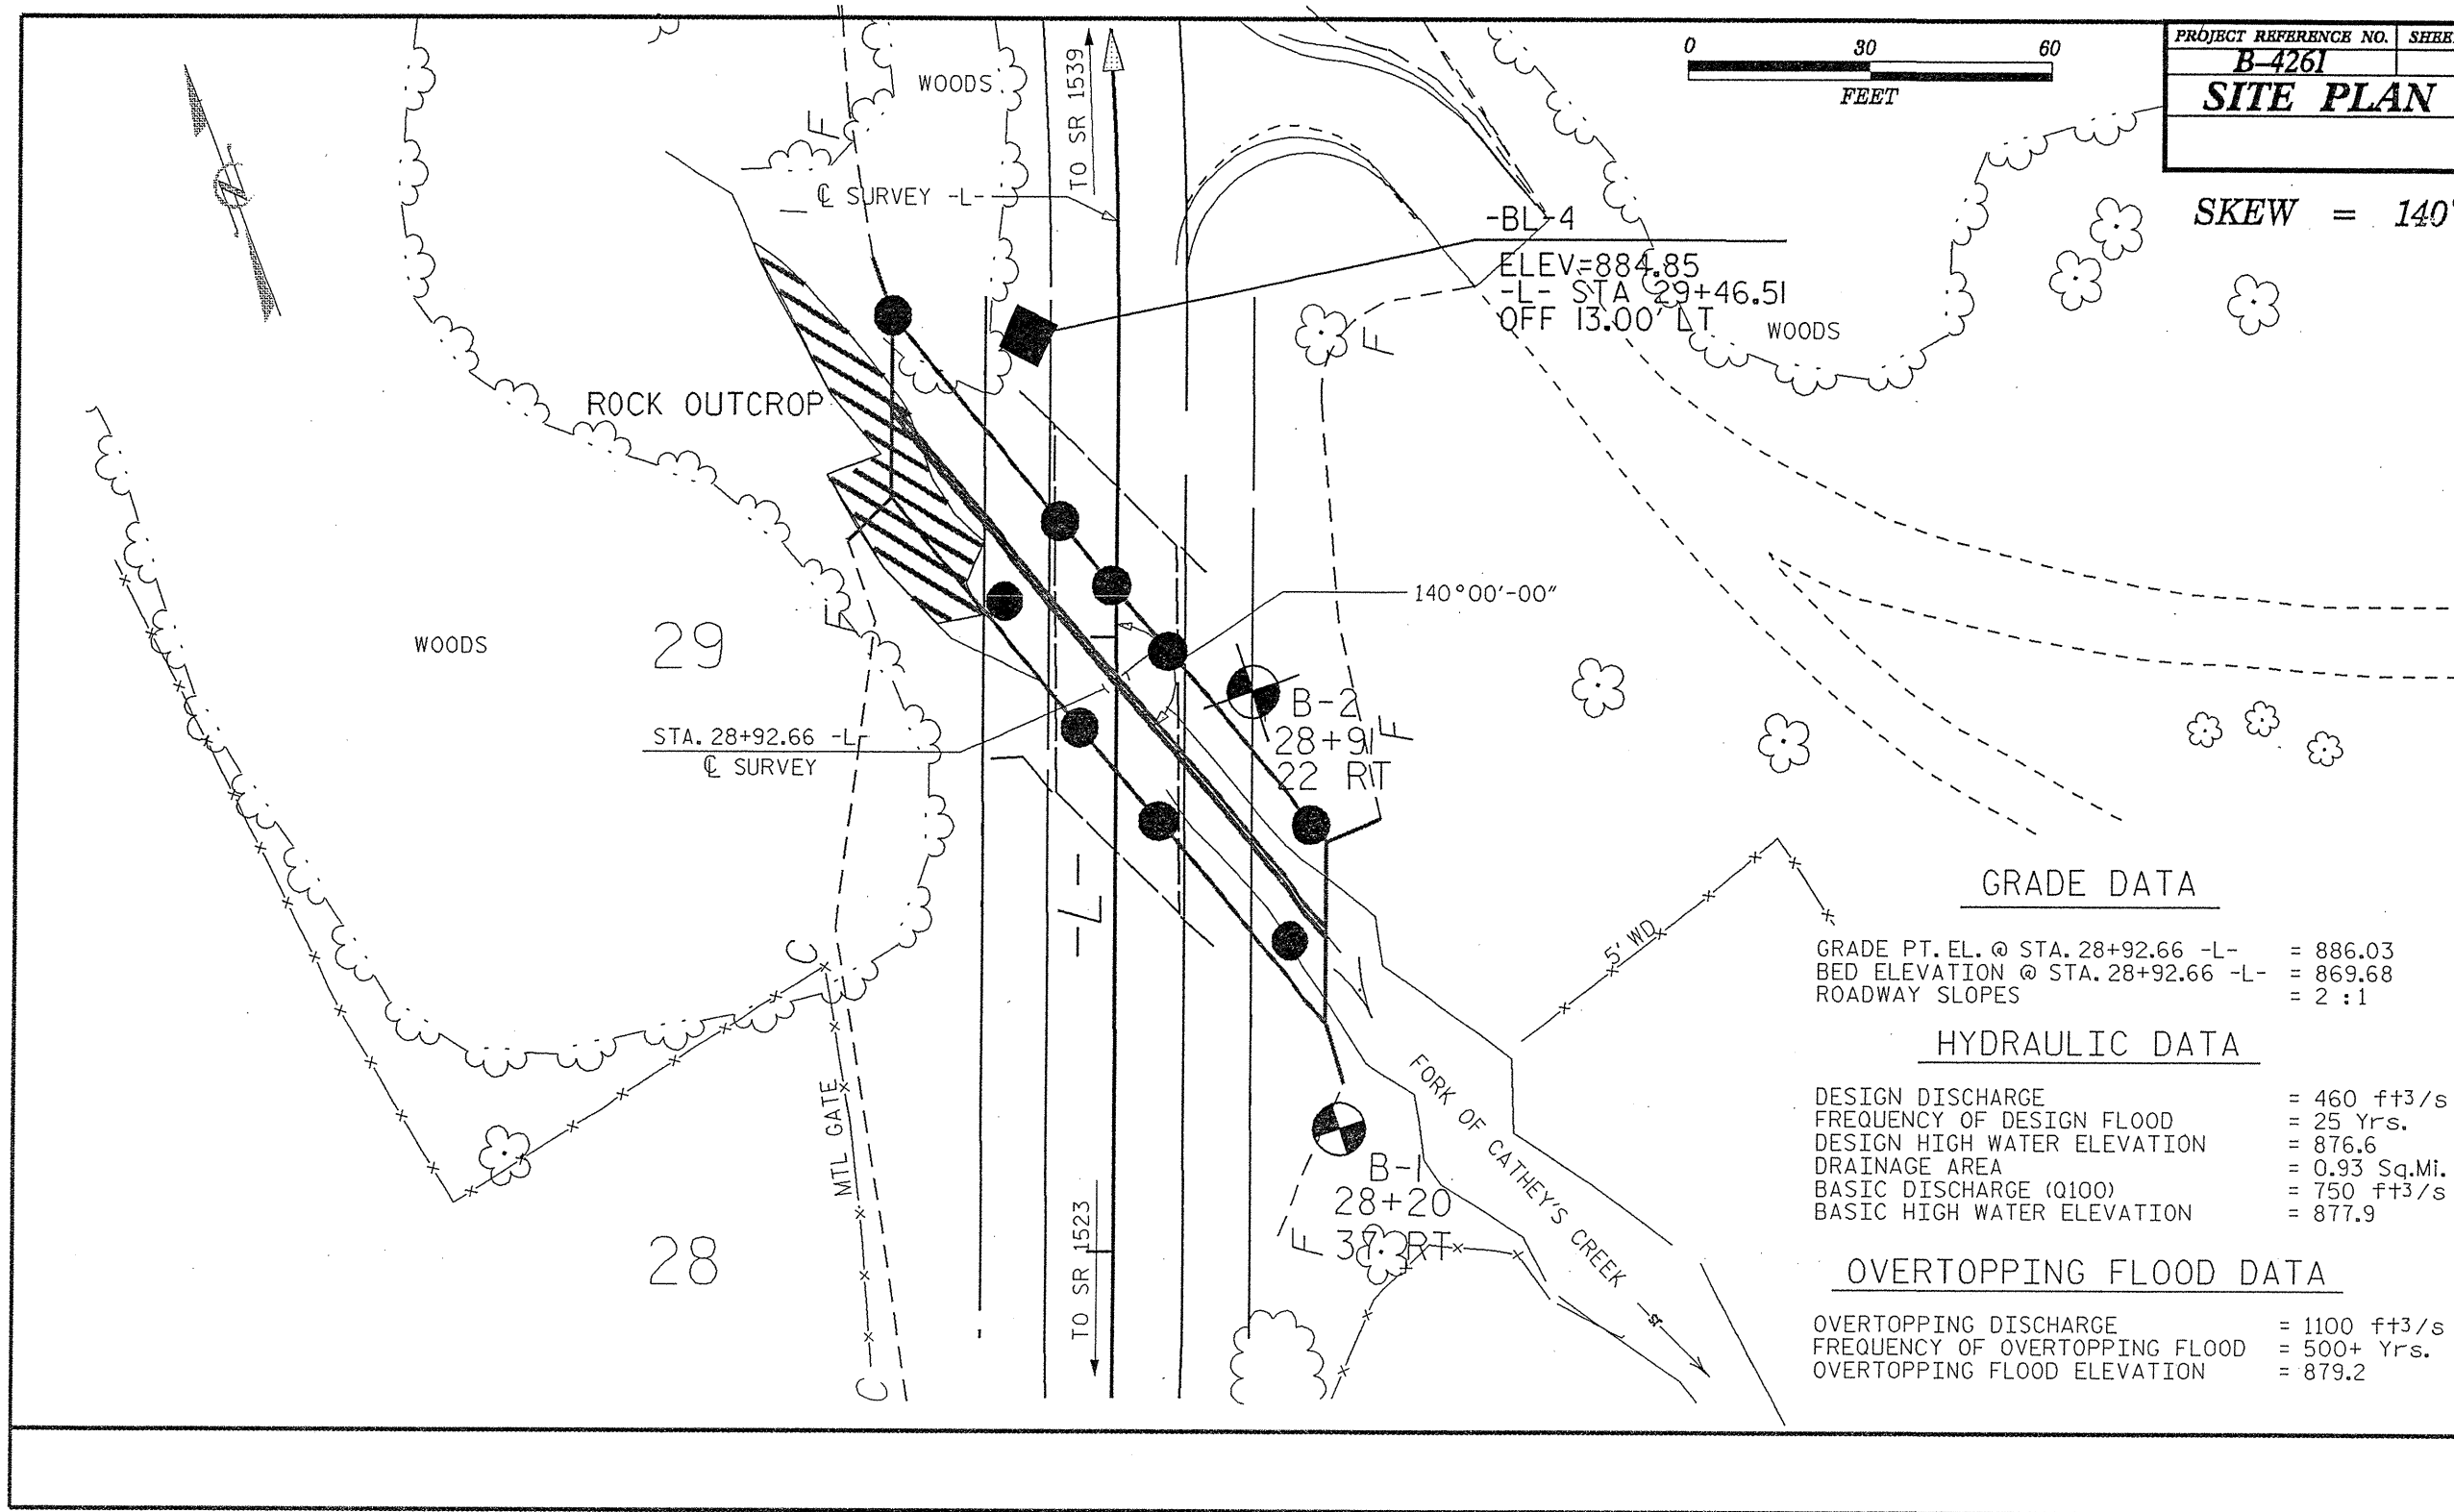 0 30 60
FEET
PROJECT REFERENCE NO.
B-4261
SITE PLAN
SKEW = 140°
WOODS
TO SR 1539
F
℄ SURVEY -L-
-BL-4
ELEV=884.85
-L- STA 29+46.51
OFF 13.00' LT
WOODS
F
ROCK OUTCROP
140°00'-00"
F
WOODS
29
B-2
28+91
22 RT
F
STA. 28+92.66 -L-
℄ SURVEY
-L-
5' WD
C
MTL GATE
C
28
TO SR 1523
B-1
28+20
37 RT
F
FORK OF CATHEY'S CREEK
GRADE DATA
GRADE PT. EL. @ STA. 28+92.66 -L- = 886.03
BED ELEVATION @ STA. 28+92.66 -L- = 869.68
ROADWAY SLOPES = 2 : 1
HYDRAULIC DATA
DESIGN DISCHARGE = 460 ft3/s
FREQUENCY OF DESIGN FLOOD = 25 Yrs.
DESIGN HIGH WATER ELEVATION = 876.6
DRAINAGE AREA = 0.93 Sq.Mi.
BASIC DISCHARGE (Q100) = 750 ft3/s
BASIC HIGH WATER ELEVATION = 877.9
OVERTOPPING FLOOD DATA
OVERTOPPING DISCHARGE = 1100 ft3/s
FREQUENCY OF OVERTOPPING FLOOD = 500+ Yrs.
OVERTOPPING FLOOD ELEVATION = 879.2